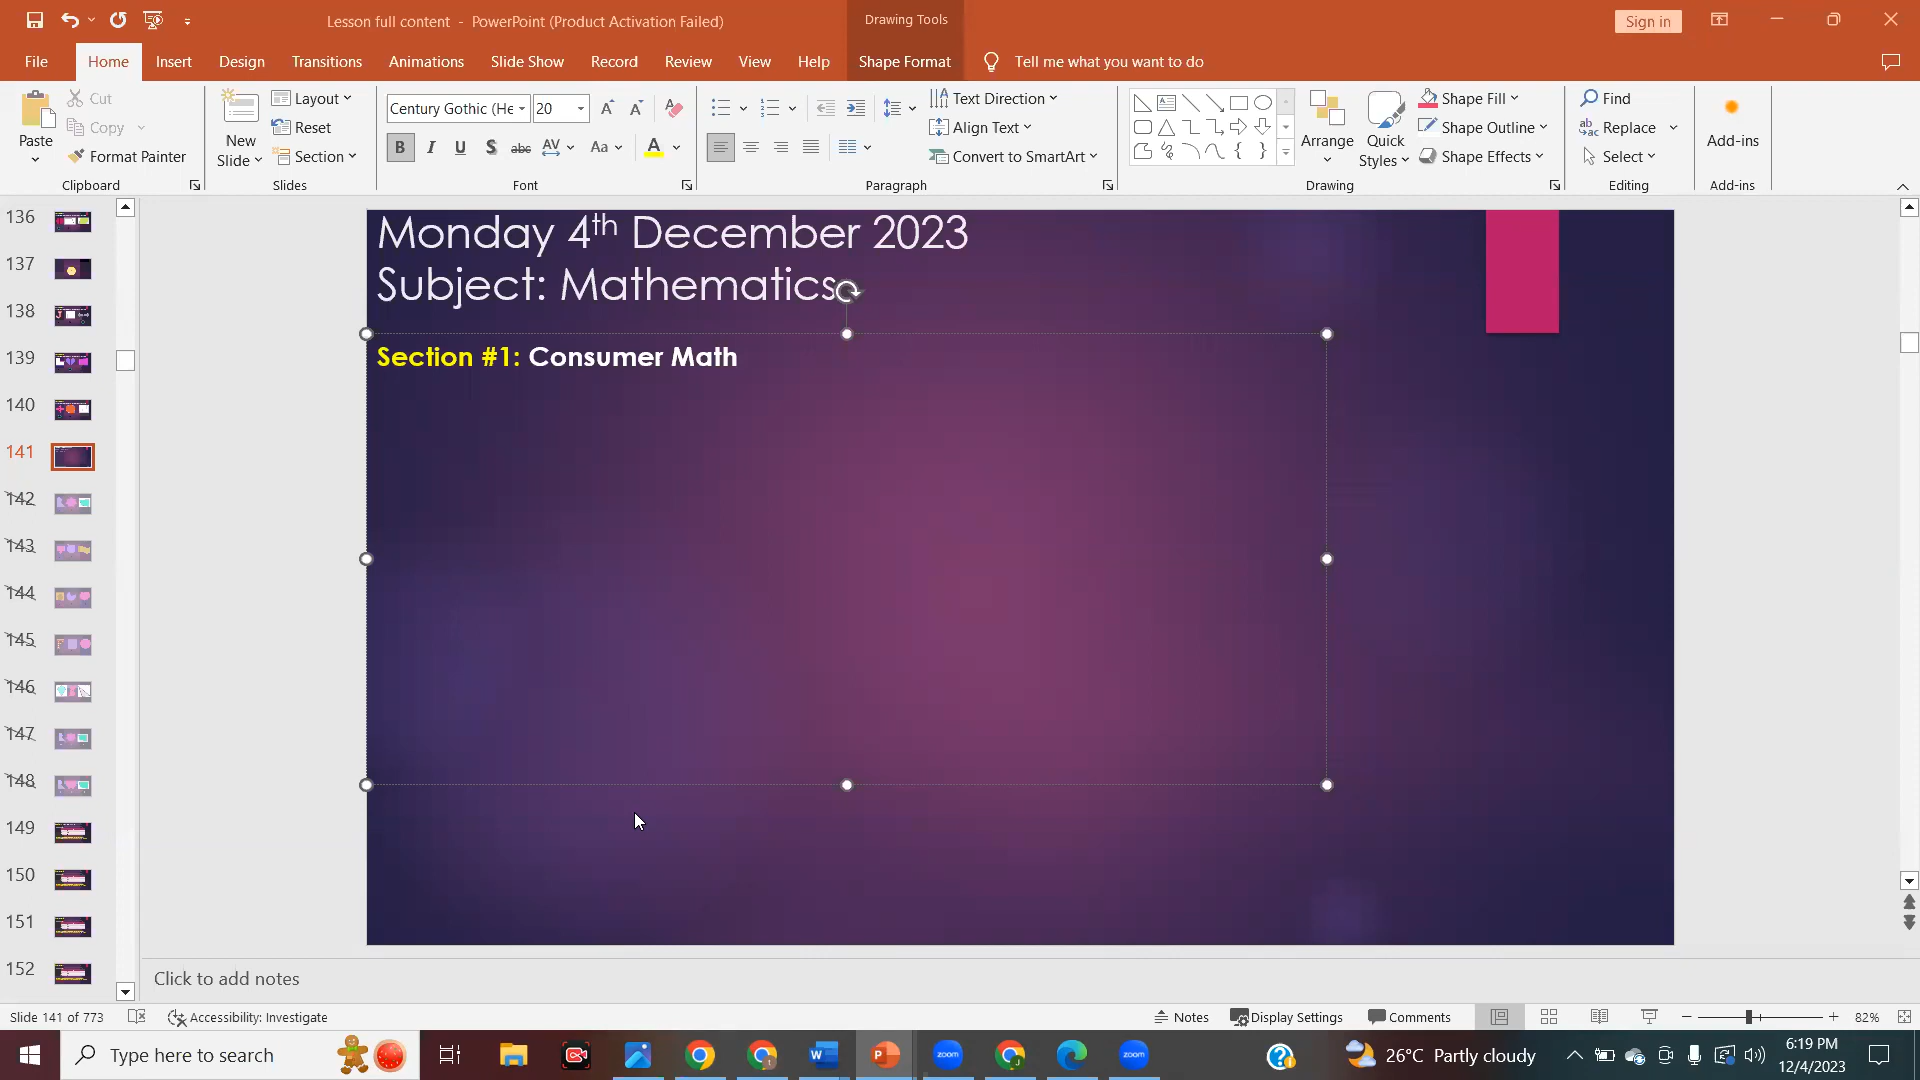 Lesson full content - PowerPoint (Product Activation Failed)
Drawing Tools
Sign in
File
Home
Insert
Design
Transitions
Animations
Slide Show
Record
Review
View
Help
Shape Format
Tell me what you want to do
Paste
Cut
Copy
Format Painter
Clipboard
New
Slide
Layout
Reset
Section
Slides
Century Gothic (He
20
Font
Text Direction
Align Text
Convert to SmartArt
Paragraph
Arrange
Quick
Styles
Shape Fill
Shape Outline
Shape Effects
Drawing
Find
Replace
Select
Editing
Add-ins
Add-ins
136
137
138
139
140
141
142
143
144
145
146
147
148
149
150
151
152
Monday 4th December 2023
Subject: Mathematics
Section #1: Consumer Math
Click to add notes
Slide 141 of 773
Accessibility: Investigate
Notes
Display Settings
Comments
82%
Type here to search
26°C Partly cloudy
6:19 PM
12/4/2023